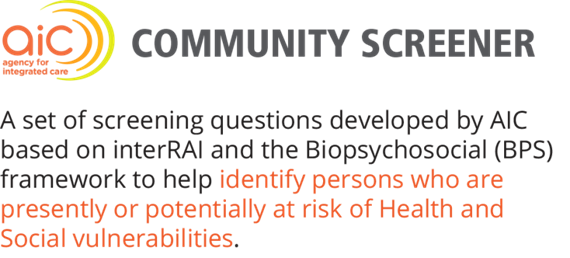 aic
agency for
integrated care
COMMUNITY SCREENER
A set of screening questions developed by AIC
based on interRAI and the Biopsychosocial (BPS)
framework to help identify persons who are
presently or potentially at risk of Health and
Social vulnerabilities.